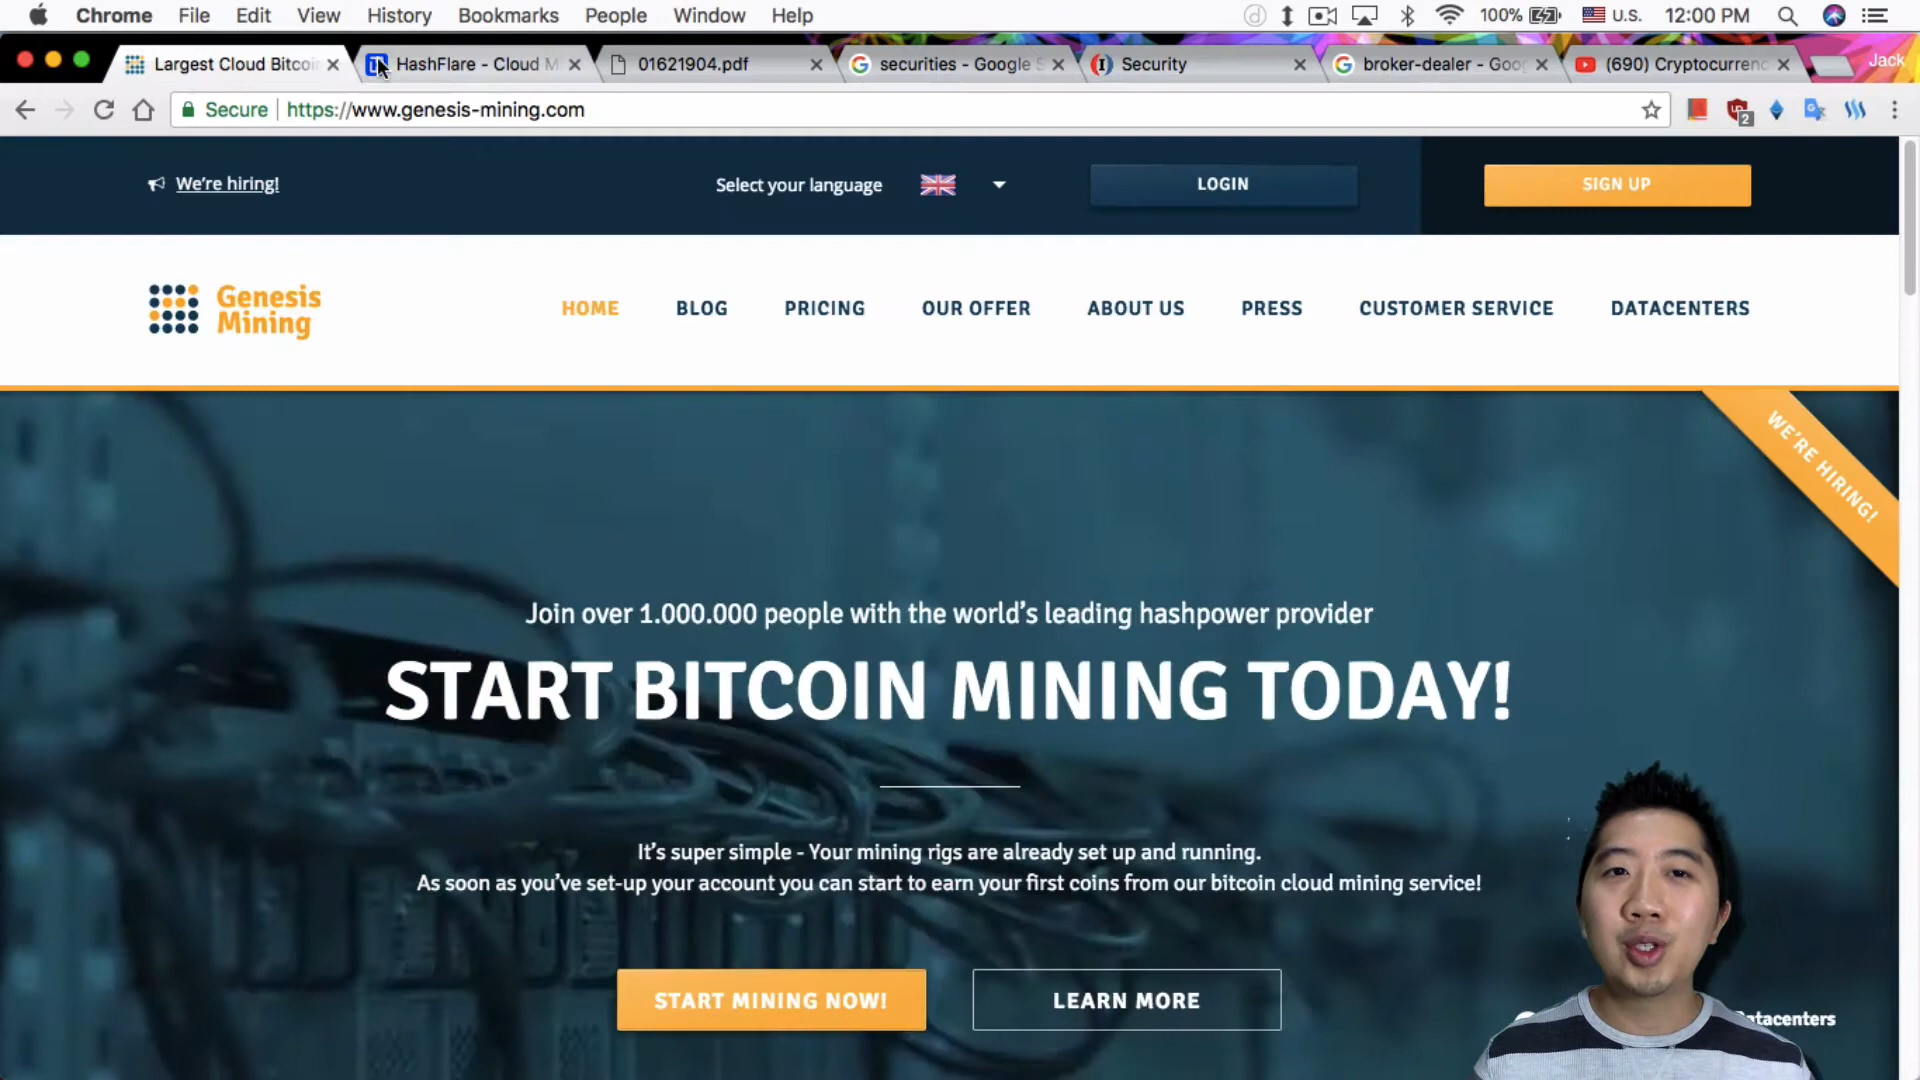 Chrome File Edit View History Bookmarks People Window Help 100% U.S. 12:00 PM
Largest Cloud Bitcoi HashFlare - Cloud M 01621904.pdf securities - Google S Security broker-dealer - Goog (690) Cryptocurrenc Jack
Secure https://www.genesis-mining.com 2
We're hiring! Select your language LOGIN SIGN UP
Genesis
Mining
HOME BLOG PRICING OUR OFFER ABOUT US PRESS CUSTOMER SERVICE DATACENTERS
WE'RE HIRING!
Join over 1.000.000 people with the world's leading hashpower provider
START BITCOIN MINING TODAY!
It's super simple - Your mining rigs are already set up and running.
As soon as you've set-up your account you can start to earn your first coins from our bitcoin cloud mining service!
START MINING NOW! LEARN MORE
atacenters